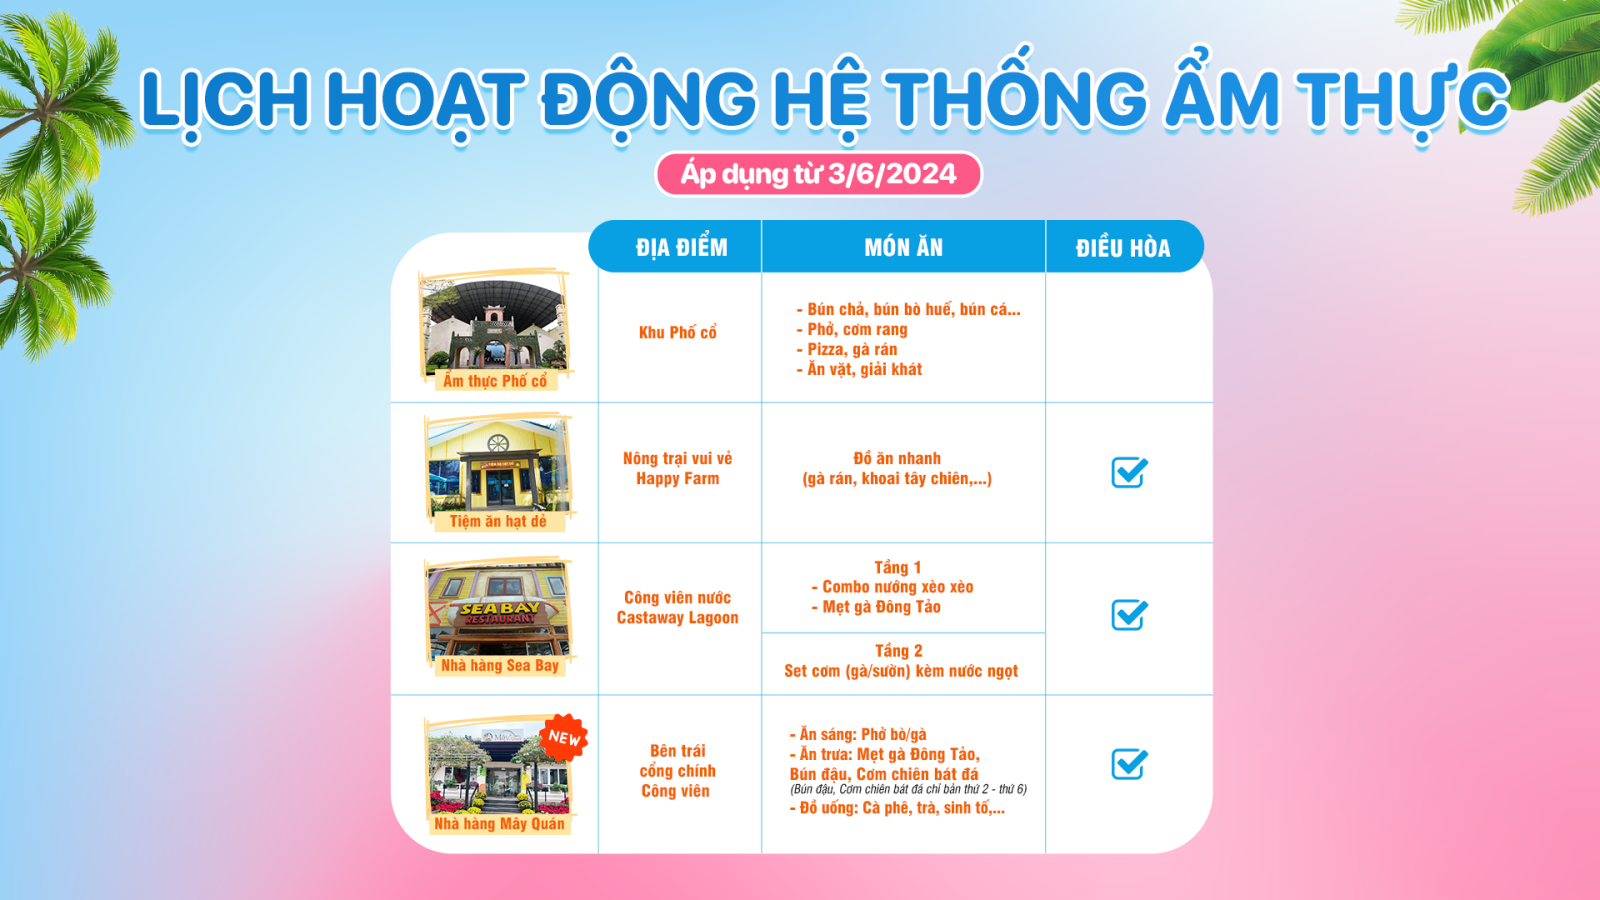 LỊCH HOẠT ĐỘNG HỆ THỐNG ẨM THỰC
Áp dụng từ 3/6/2024
ĐỊA ĐIỂM
MÓN ĂN
ĐIỀU HÒA
Ẩm thực Phố cổ
Khu Phố cổ
- Bún chả, bún bò huế, bún cá...
- Phở, cơm rang
- Pizza, gà rán
- Ăn vặt, giải khát
Tiệm ăn hạt dẻ
Nông trại vui vẻ
Happy Farm
Đồ ăn nhanh
(gà rán, khoai tây chiên,...)
SEABAY
RESTAURANT
Nhà hàng Sea Bay
Công viên nước
Castaway Lagoon
Tầng 1
- Combo nướng xèo xèo
- Mẹt gà Đông Tảo
Tầng 2
Set cơm (gà/sườn) kèm nước ngọt
NEW
Nhà hàng Mây Quán
Bên trái
cổng chính
Công viên
- Ăn sáng: Phở bò/gà
- Ăn trưa: Mẹt gà Đông Tảo,
Bún đậu, Cơm chiên bát đá
(Bún đậu, Cơm chiên bát đá chỉ bán thứ 2 - thứ 6)
- Đồ uống: Cà phê, trà, sinh tố,...